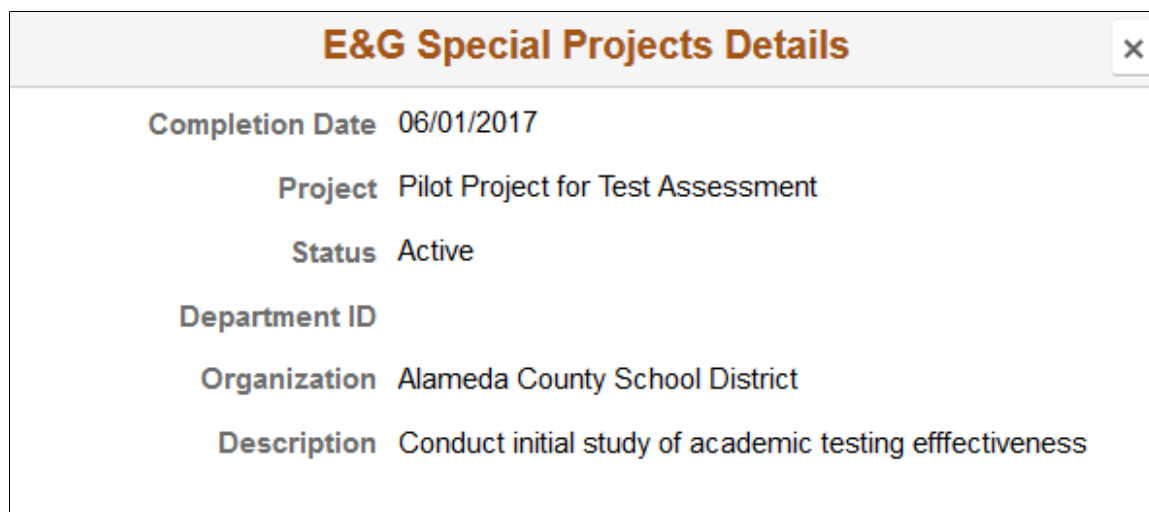 E&G Special Projects Details
Completion Date 06/01/2017
Project Pilot Project for Test Assessment
Status Active
Department ID
Organization Alameda County School District
Description Conduct initial study of academic testing efffectiveness